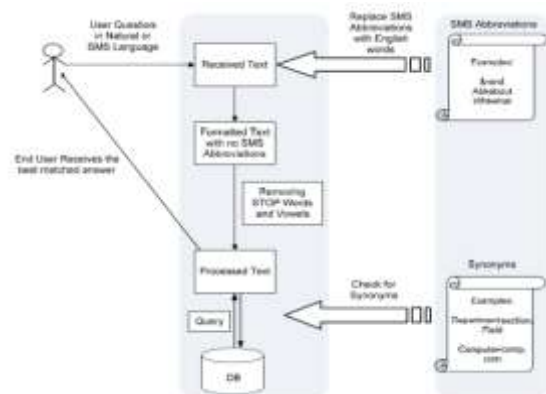 User Question
in Natural or
SMS Language
Replace SMS
Abbreviations
with English
words
SMS Abbreviations
Received Text
Examples:
Formatted Text
with no SMS
Abbreviations
End User Receives the
best matched answer
Removing
STOP Words
and Vowels
Processed Text
Check for
Synonyms
Synonyms
Examples
Field
Query
DB